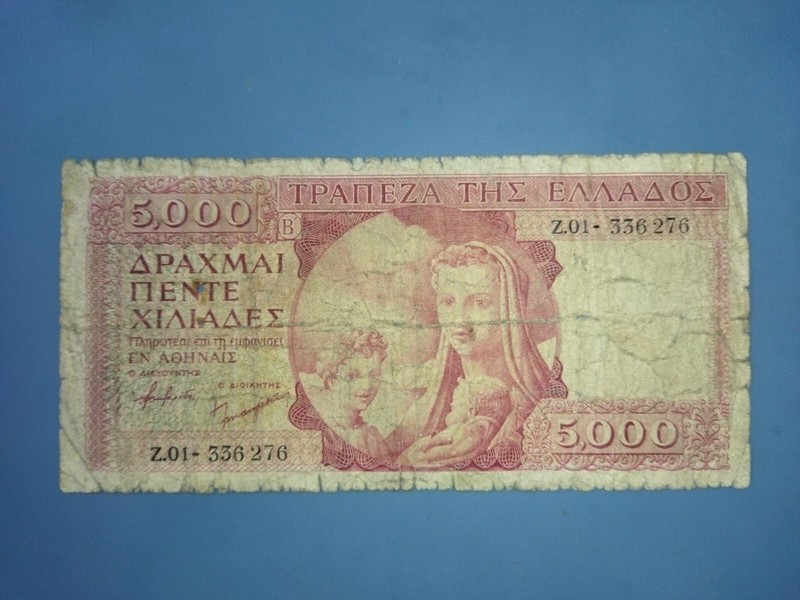 ΤΡΑΠΕΖΑ ΤΗΣ ΕΛΛΑΔΟΣ
5,000
Β
Ζ.01- 336 276
ΔΡΑΧΜΑΙ
ΠΕΝΤΕ
ΧΙΛΙΑΔΕΣ
Πληρωτέαι επί τη εμφανίσει
ΕΝ ΑΘΗΝΑΙΣ
Ο ΔΙΕΥΘΥΝΤΗΣ
Ο ΔΙΟΙΚΗΤΗΣ
Ζ.01- 336 276
5,000